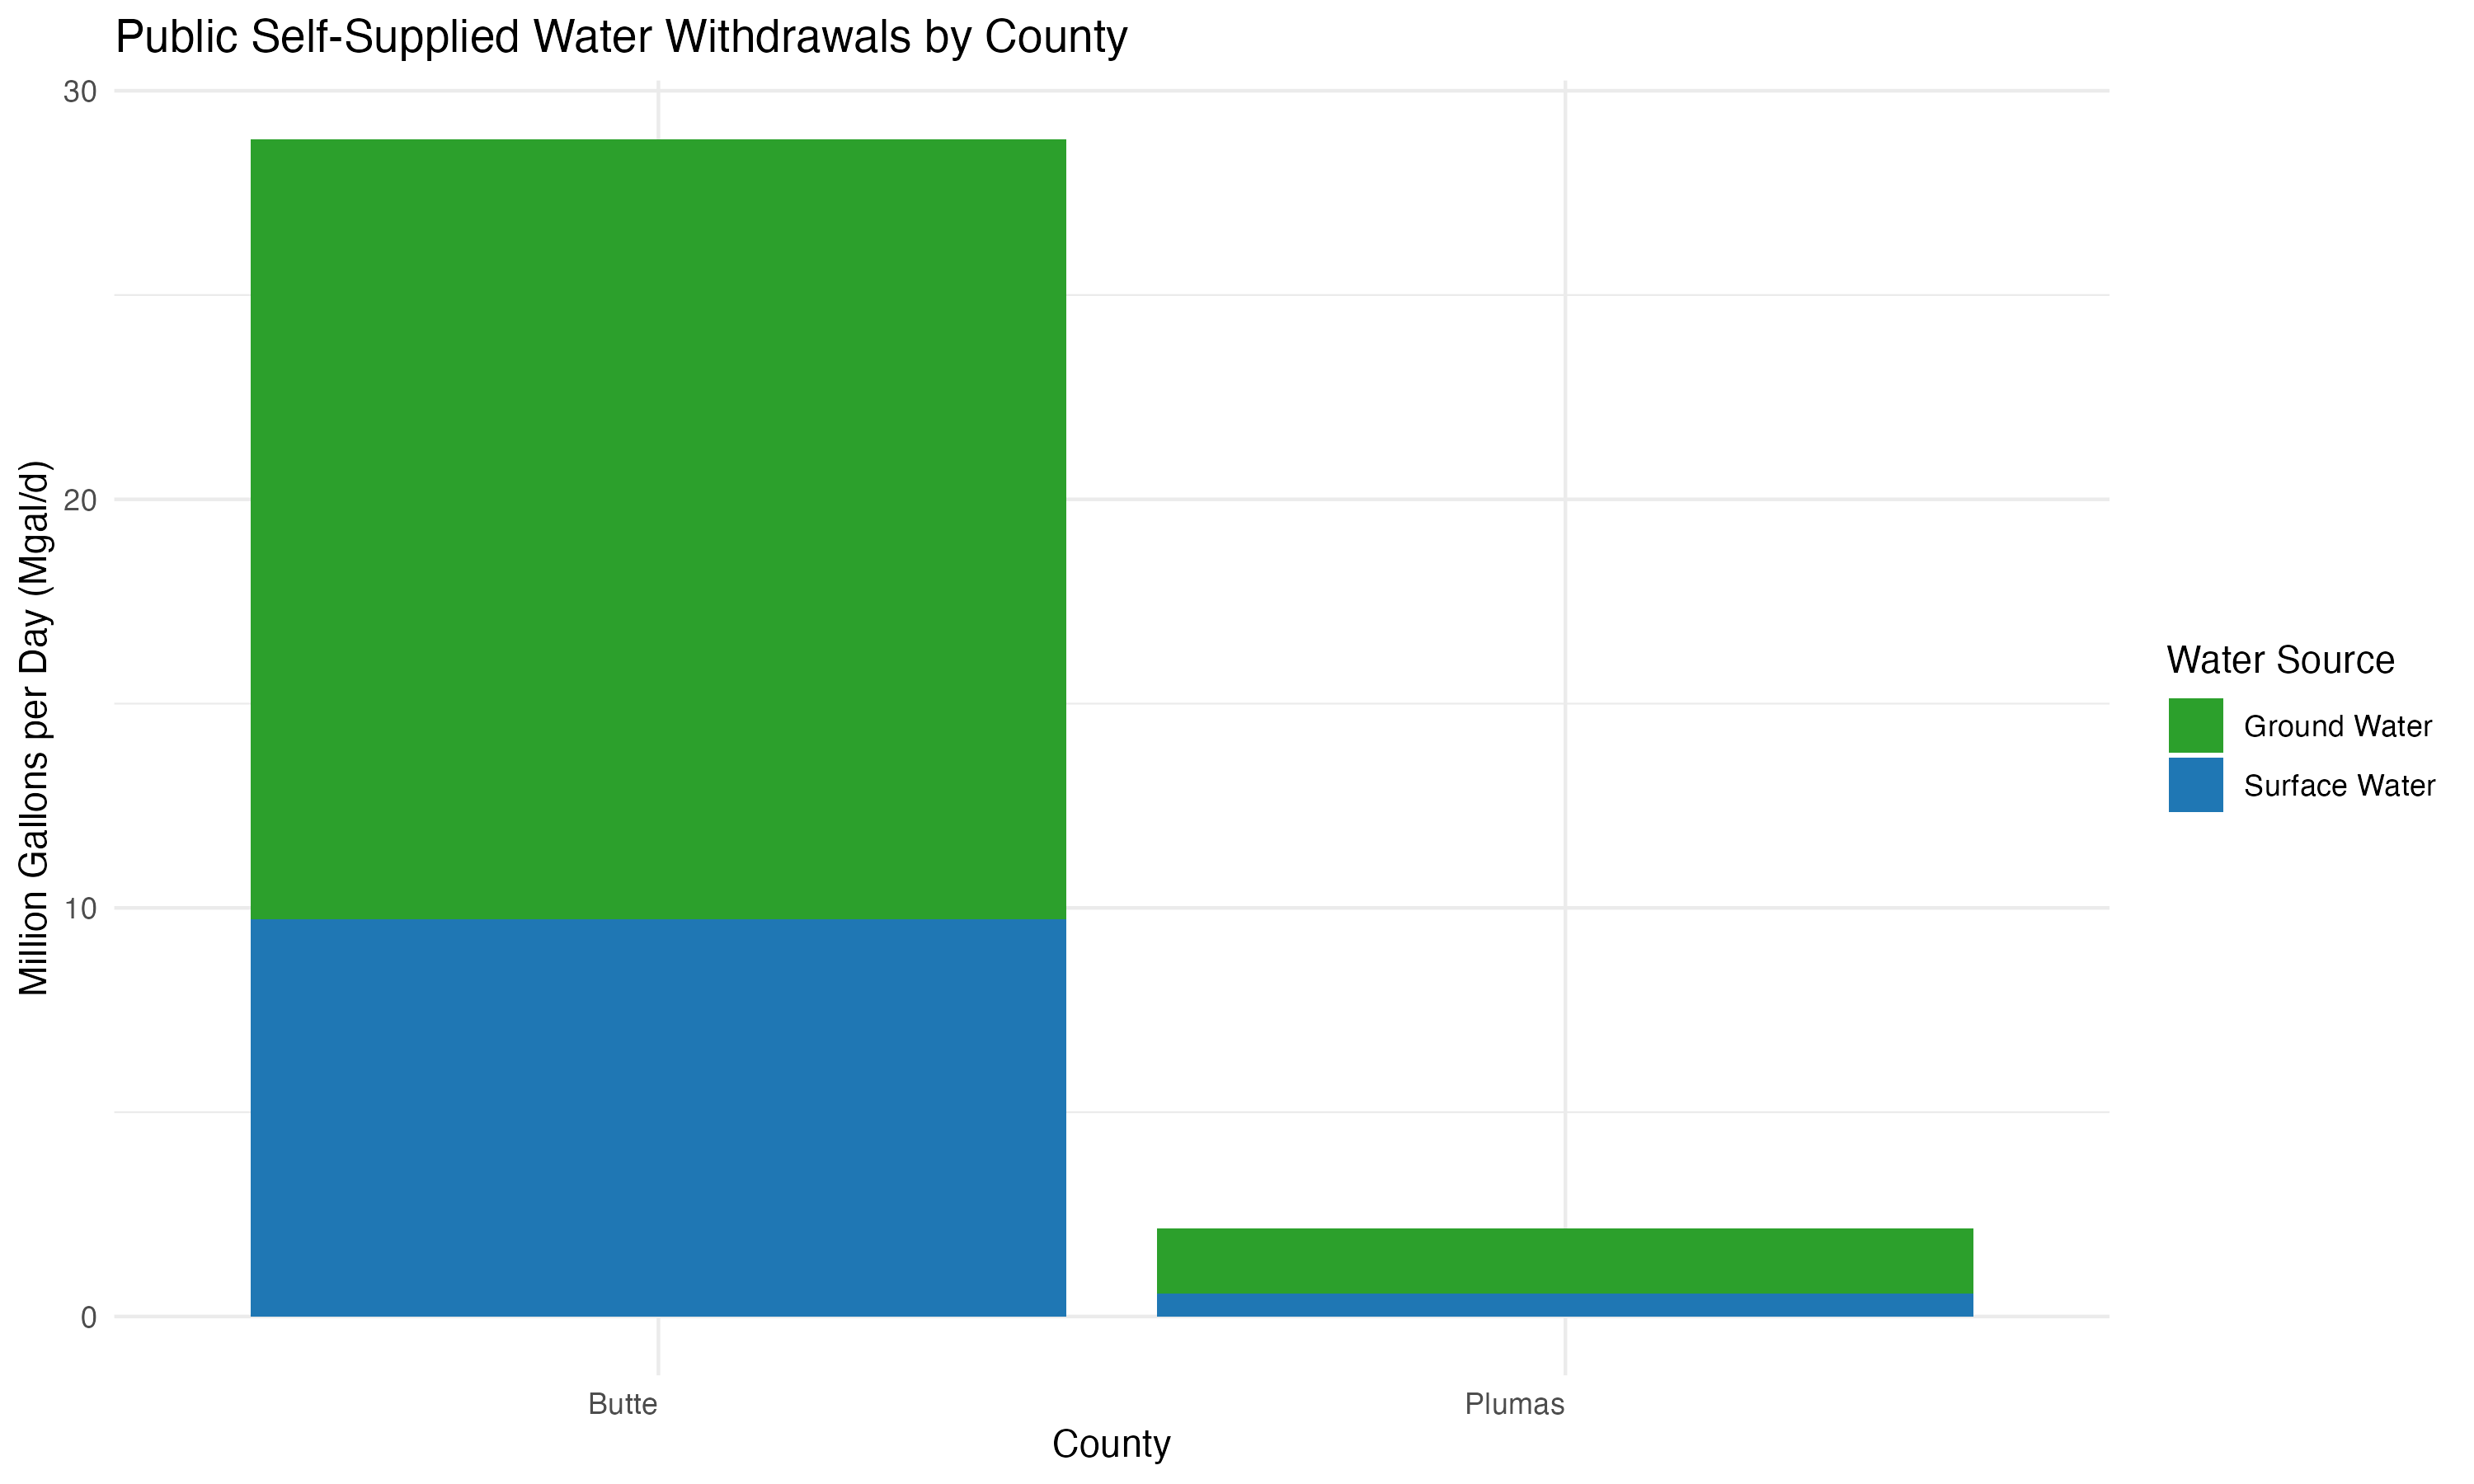 Public Self-Supplied Water Withdrawals by County
Million Gallons per Day (Mgal/d)
30
20
10
0
Butte
Plumas
County
Water Source
Ground Water
Surface Water